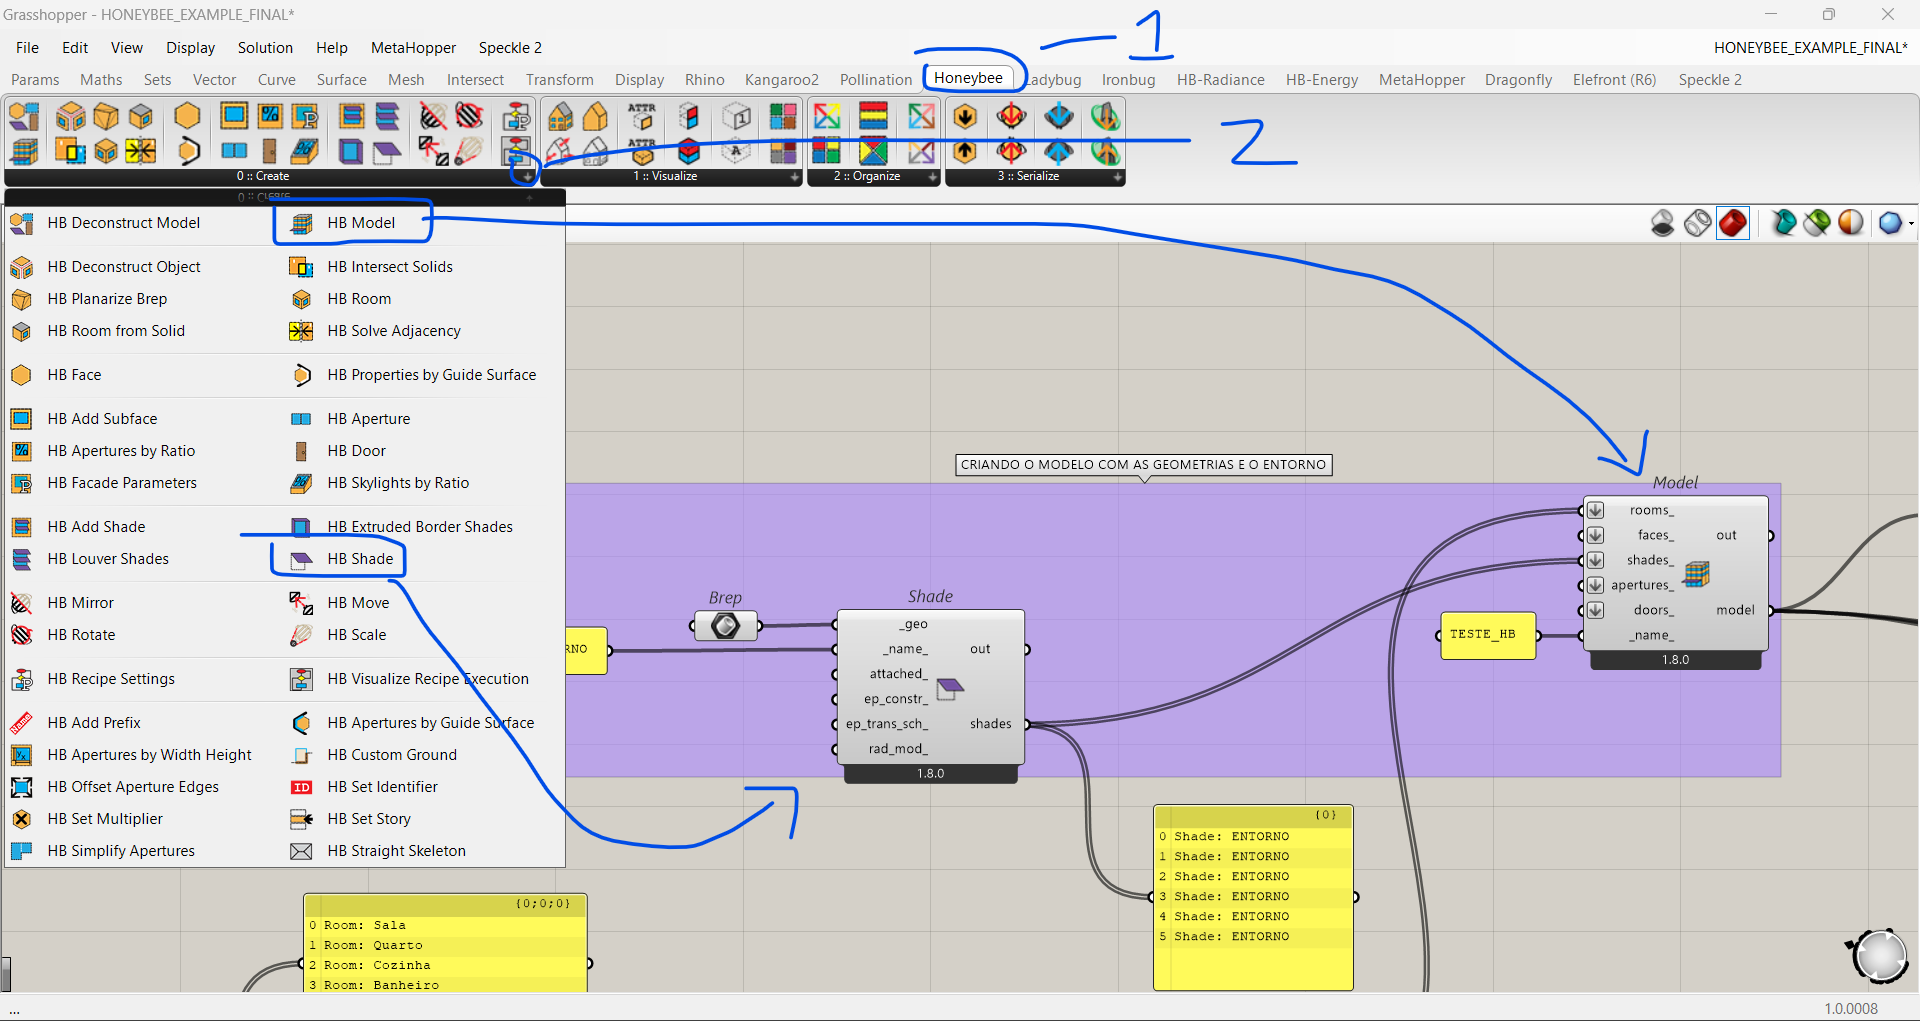 Grasshopper - HONEYBEE_EXAMPLE_FINAL*
File Edit View Display Solution Help MetaHopper Speckle 2
HONEYBEE_EXAMPLE_FINAL*
1
Params Maths Sets Vector Curve Surface Mesh Intersect Transform Display Rhino Kangaroo2 Pollination Honeybee adybug Ironbug HB-Radiance HB-Energy MetaHopper Dragonfly Elefront (R6) Speckle 2
ATTR
ATTR
2
0 :: Create
1 :: Visualize
2 :: Organize
3 :: Serialize
0 :: Create
HB Deconstruct Model
HB Model
HB Deconstruct Object
HB Intersect Solids
HB Planarize Brep
HB Room
HB Room from Solid
HB Solve Adjacency
HB Face
HB Properties by Guide Surface
HB Add Subface
HB Aperture
HB Apertures by Ratio
HB Door
HB Facade Parameters
HB Skylights by Ratio
HB Add Shade
HB Extruded Border Shades
HB Louver Shades
HB Shade
HB Mirror
HB Move
HB Rotate
HB Scale
HB Recipe Settings
HB Visualize Recipe Execution
HB Add Prefix
HB Apertures by Guide Surface
HB Apertures by Width Height
HB Custom Ground
HB Offset Aperture Edges
ID
HB Set Identifier
HB Set Multiplier
HB Set Story
HB Simplify Apertures
HB Straight Skeleton
CRIANDO O MODELO COM AS GEOMETRIAS E O ENTORNO
RNO
Brep
Shade
_geo
_name_
attached_
ep_constr_
ep_trans_sch_
rad_mod_
out
shades
1.8.0
TESTE_HB
Model
rooms_
faces_
shades_
apertures_
doors_
_name_
out
model
1.8.0
{0}
0 Shade: ENTORNO
1 Shade: ENTORNO
2 Shade: ENTORNO
3 Shade: ENTORNO
4 Shade: ENTORNO
5 Shade: ENTORNO
{0;0;0}
0 Room: Sala
1 Room: Quarto
2 Room: Cozinha
3 Room: Banheiro
...
1.0.0008